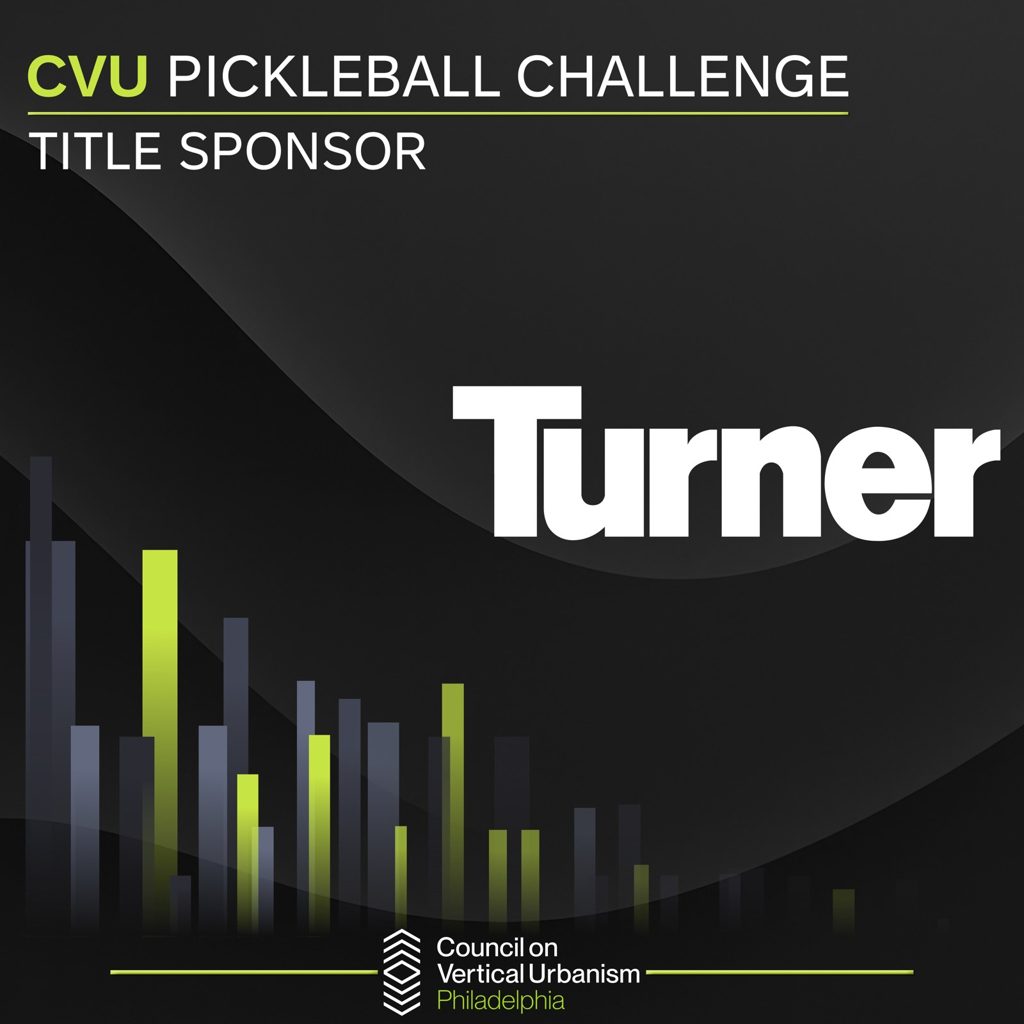 CVU PICKLEBALL CHALLENGE
TITLE SPONSOR
Turner
Council on
Vertical Urbanism
Philadelphia